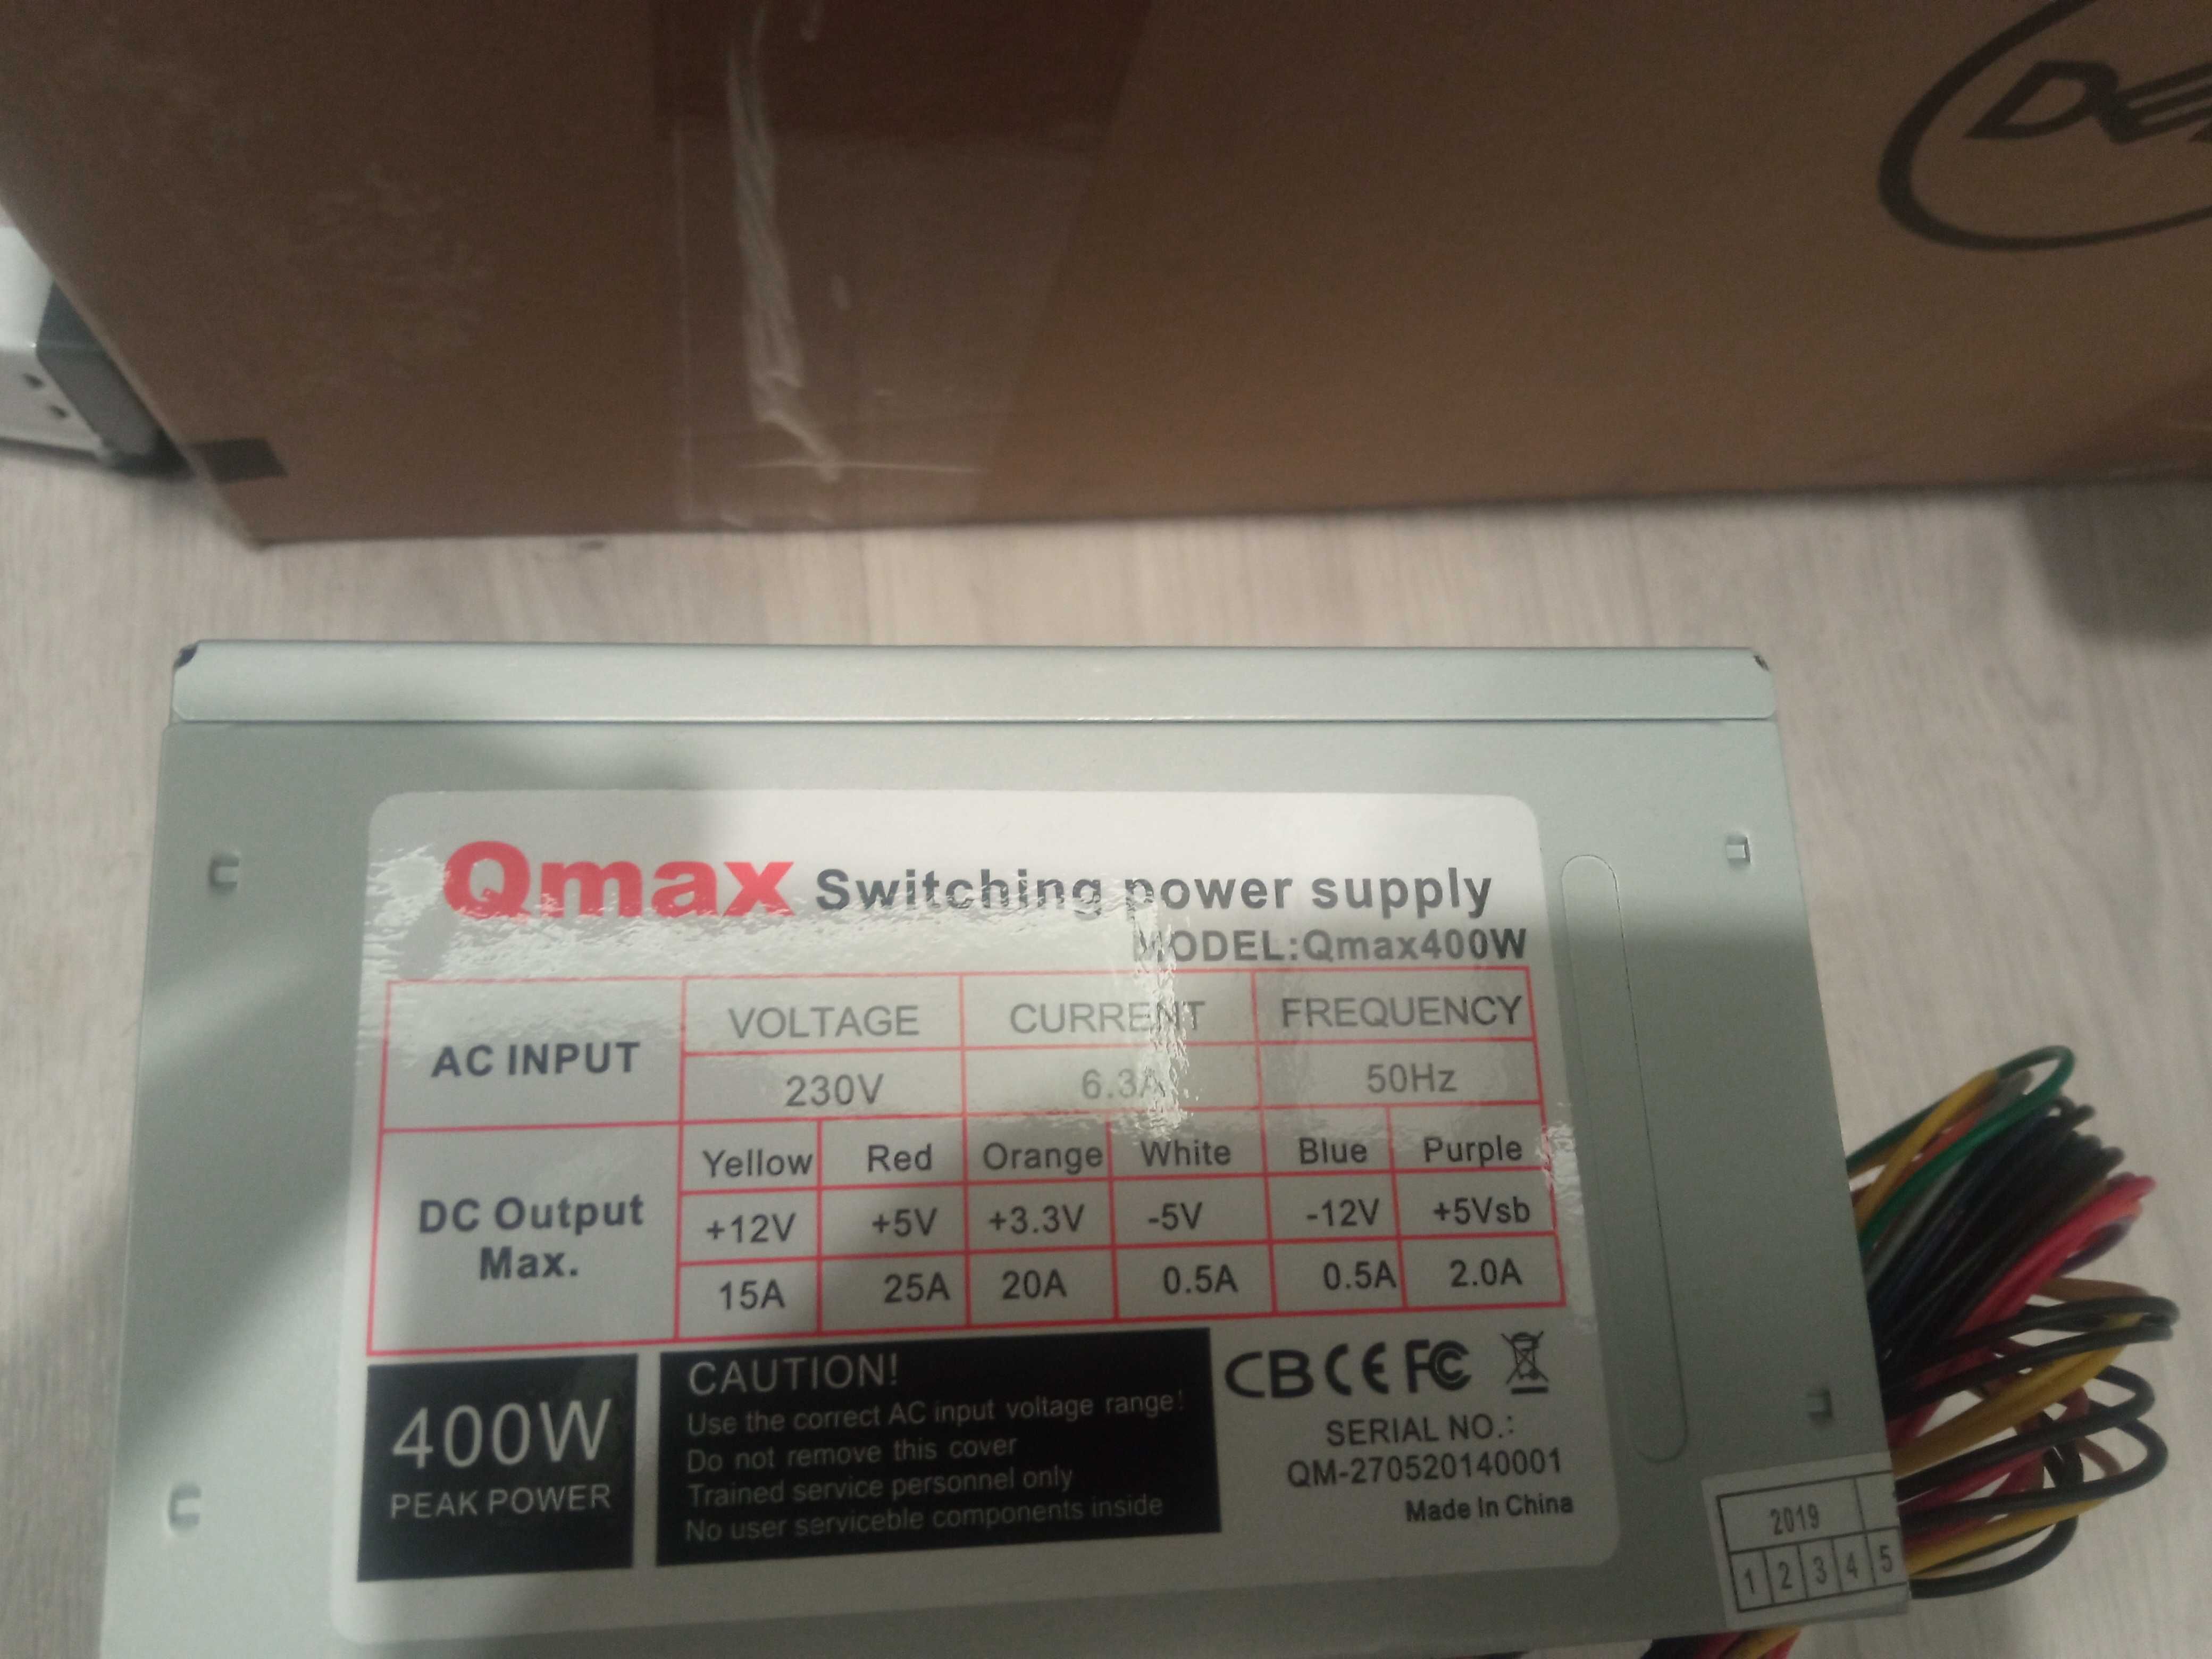 Qmax Switching power supply
MODEL:Qmax400W
AC INPUT
VOLTAGE CURRENT FREQUENCY
230V 6.3A 50Hz
DC Output Max.
Yellow Red Orange White Blue Purple
+12V +5V +3.3V -5V -12V +5Vsb
15A 25A 20A 0.5A 0.5A 2.0A
400W
PEAK POWER
CAUTION!
Use the correct AC input voltage range!
Do not remove this cover
Trained service personnel only
No user serviceble components inside
CB CE FC
SERIAL NO.:
QM-270520140001
Made In China
2019
1 2 3 4 5